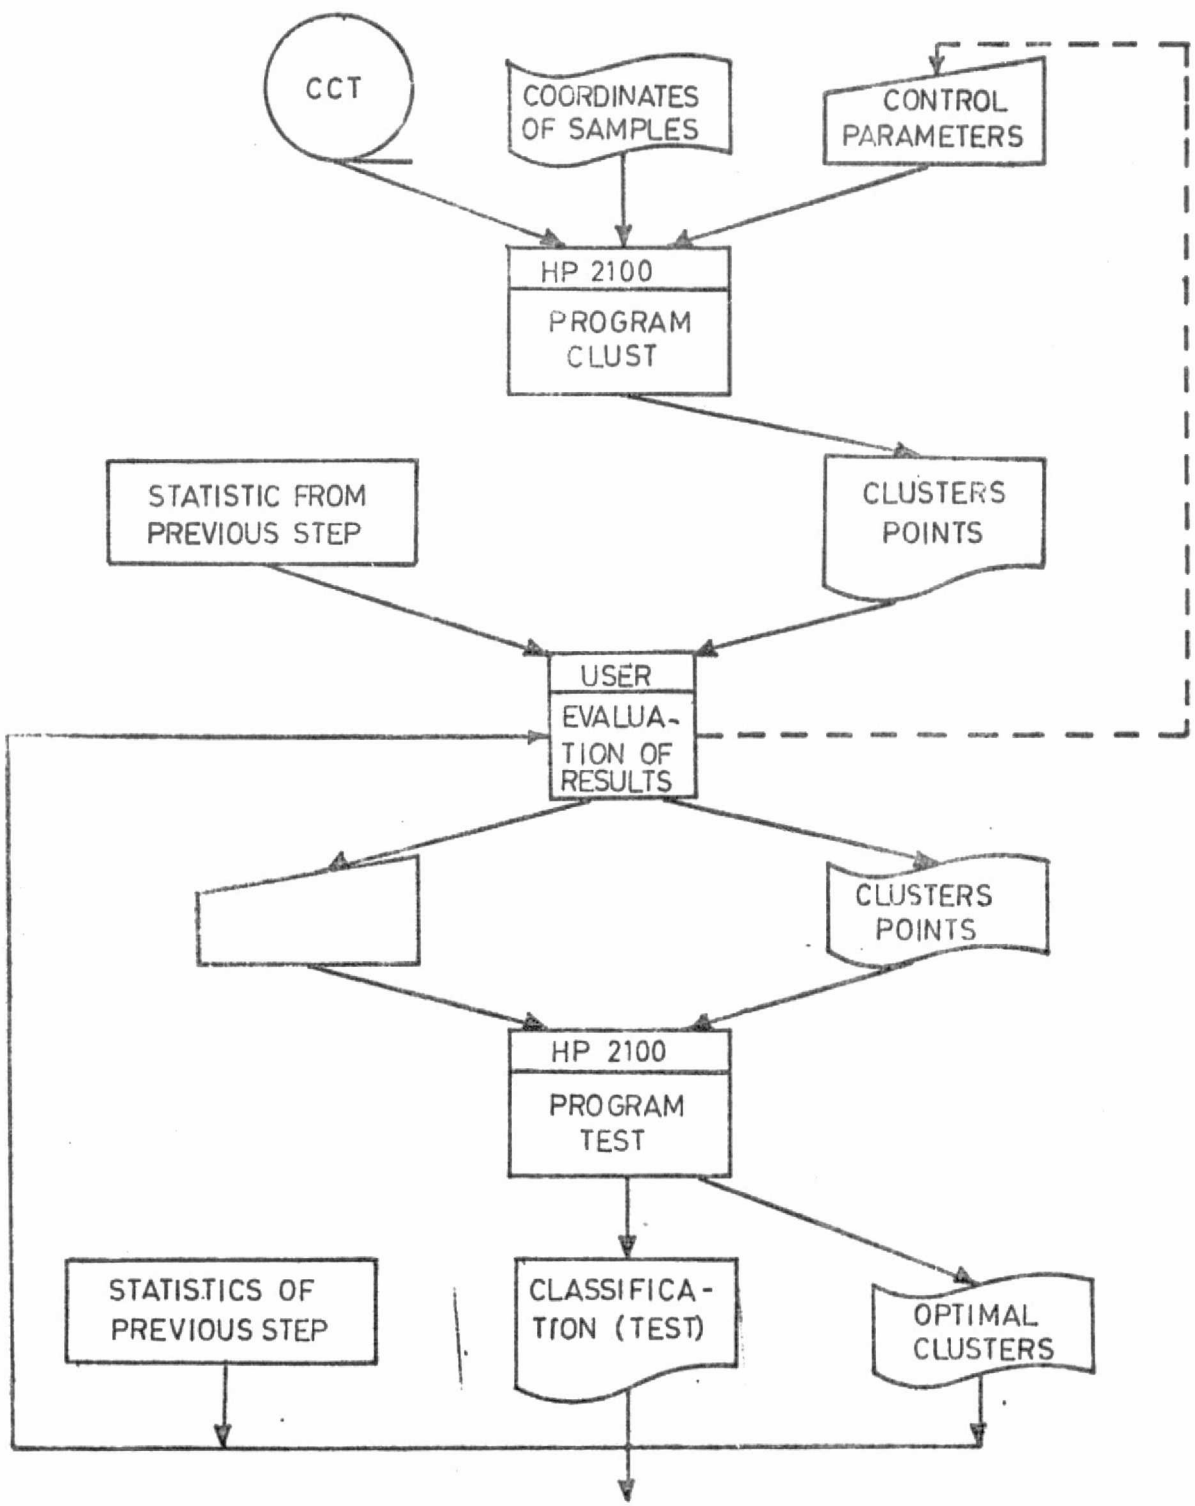 CCT
COORDINATES
OF SAMPLES
CONTROL
PARAMETERS
HP 2100
PROGRAM
CLUST
STATISTIC FROM
PREVIOUS STEP
CLUSTERS
POINTS
USER
EVALUA-
TION OF
RESULTS
CLUSTERS
POINTS
HP 2100
PROGRAM
TEST
STATISTICS OF
PREVIOUS STEP
CLASSIFICA-
TION (TEST)
OPTIMAL
CLUSTERS